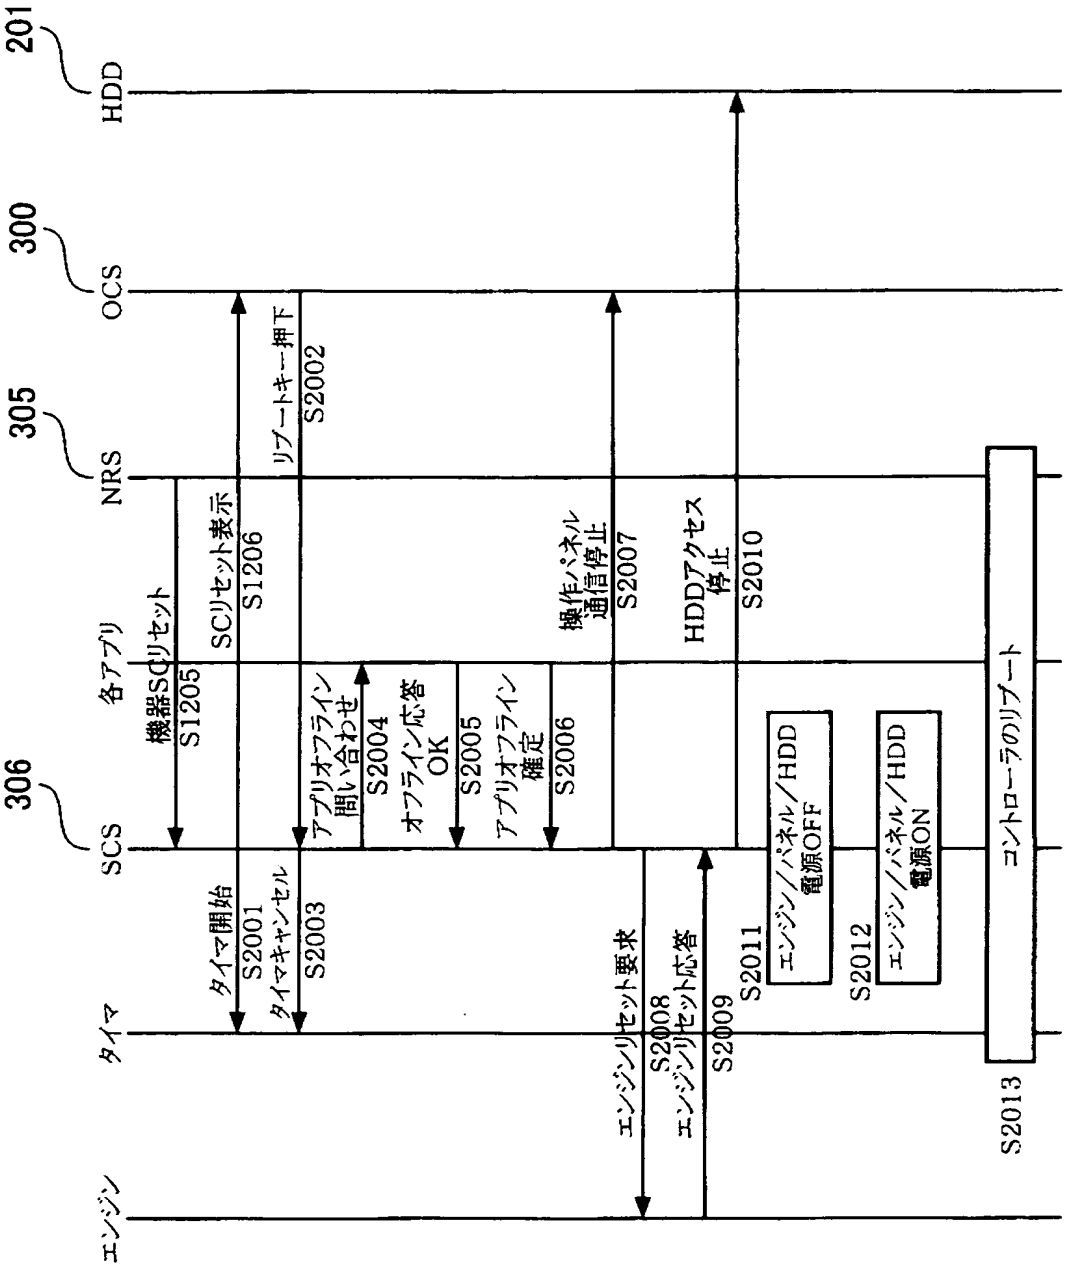 エンジン
タイマ
SCS
306
各アプリ
NRS
305
OCS
300
HDD
201
機器SCリセット
S1205
タイマ開始
S2001
SCリセット表示
S1206
タイマキャンセル
S2003
リブートキー押下
S2002
アプリオフライン
問い合わせ
S2004
オフライン応答
OK
S2005
アプリオフライン
確定
S2006
操作パネル
通信停止
S2007
エンジンリセット要求
S2008
エンジンリセット応答
S2009
HDDアクセス
停止
S2010
S2011
エンジン/パネル/HDD
電源OFF
S2012
エンジン/パネル/HDD
電源ON
S2013
コントローラのリブート